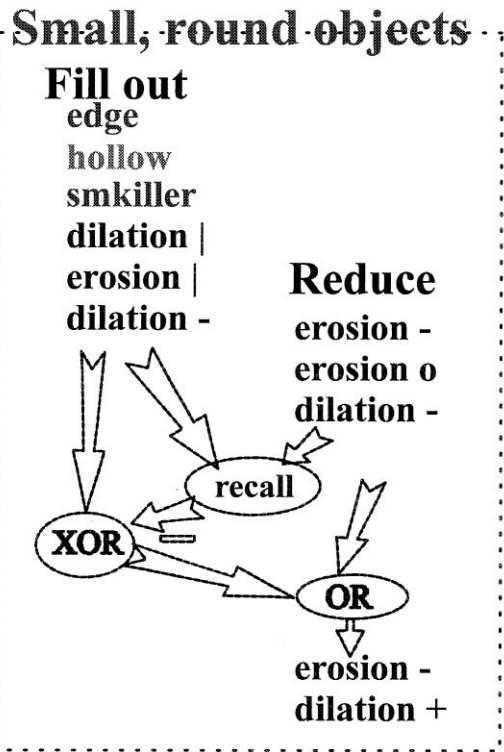 Small, round objects
Fill out
edge
hollow
smkiller
dilation |
erosion |
dilation -
Reduce
erosion -
erosion o
dilation -
recall
XOR
OR
erosion -
dilation +